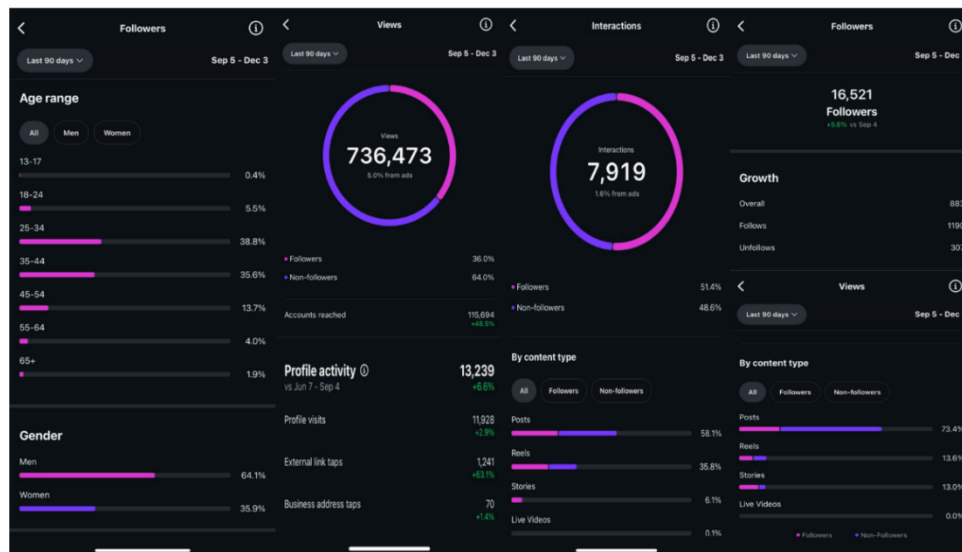 Followers
Last 90 days
Sep 5 - Dec 3
Age range
All Men Women
13-17
0.4%
18-24
5.5%
25-34
38.8%
35-44
35.6%
45-54
13.7%
55-64
4.0%
65+
1.9%
Gender
Men
64.1%
Women
35.9%
Views
Last 90 days
Sep 5 - Dec 3
Views
736,473
5.0% from ads
Followers 36.0%
Non-followers 64.0%
Accounts reached 115,694
+48.5%
Profile activity 13,239
vs Jun 7 - Sep 4 +6.6%
Profile visits 11,928
+2.9%
External link taps 1,241
+63.1%
Business address taps 70
+1.4%
Interactions
Last 90 days
Sep 5 - Dec 3
Interactions
7,919
1.6% from ads
Followers 51.4%
Non-followers 48.6%
By content type
All Followers Non-followers
Posts
58.1%
Reels
35.8%
Stories
6.1%
Live Videos
0.1%
Followers
Last 90 days
Sep 5 - Dec
16,521
Followers
+5.6% vs Sep 4
Growth
Overall 883
Follows 1190
Unfollows 307
Views
Last 90 days
Sep 5 - Dec
By content type
All Followers Non-followers
Posts
73.4%
Reels
13.6%
Stories
13.0%
Live Videos
0.0%
Followers Non-Followers